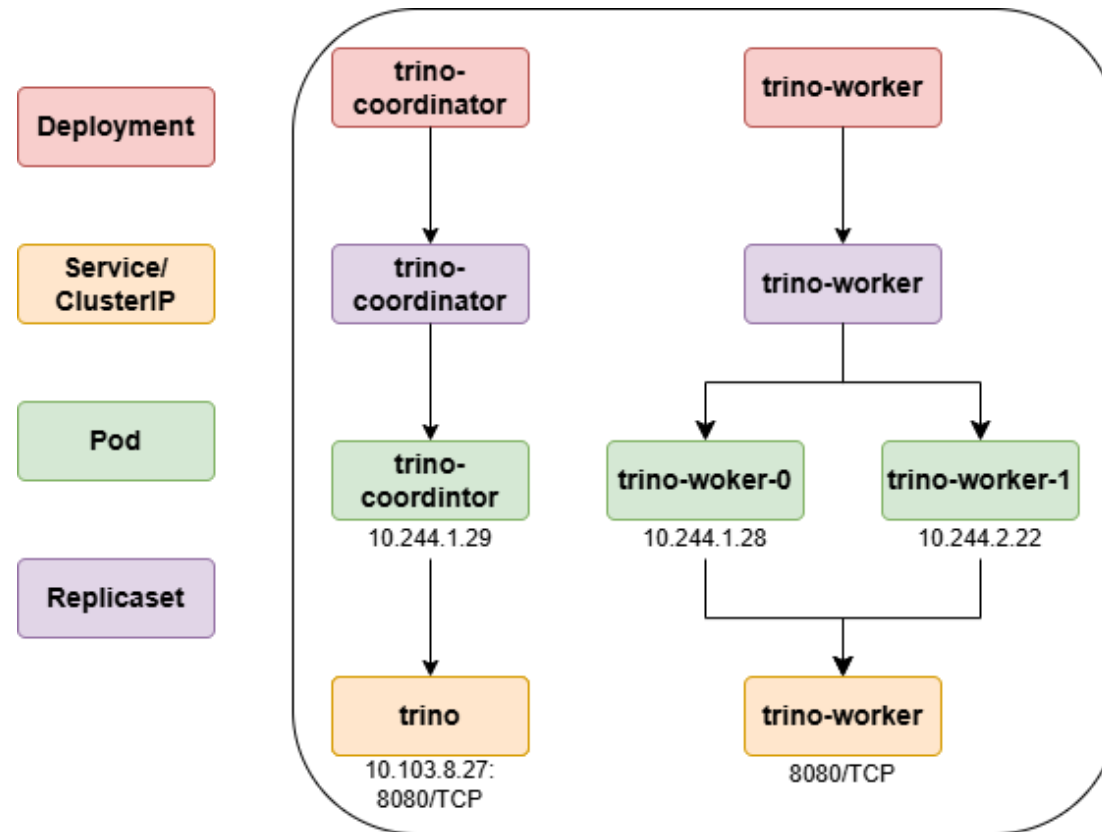 Deployment
Service/
ClusterIP
Pod
Replicaset
trino-
coordinator
trino-worker
trino-
coordinator
trino-worker
trino-
coordintor
10.244.1.29
trino-woker-0
10.244.1.28
trino-worker-1
10.244.2.22
trino
10.103.8.27:
8080/TCP
trino-worker
8080/TCP